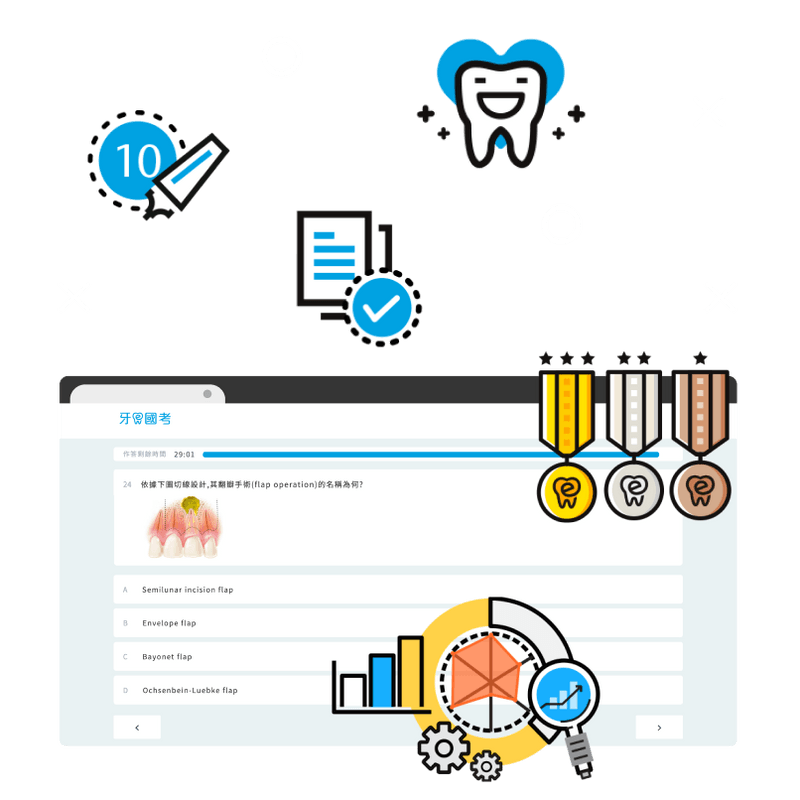 10
牙e國考
作答剩餘時間 29:01
24 依據下圖切線設計,其翻瓣手術(flap operation)的名稱為何?
A Semilunar incision flap
B Envelope flap
C Bayonet flap
D Ochsenbein-Luebke flap